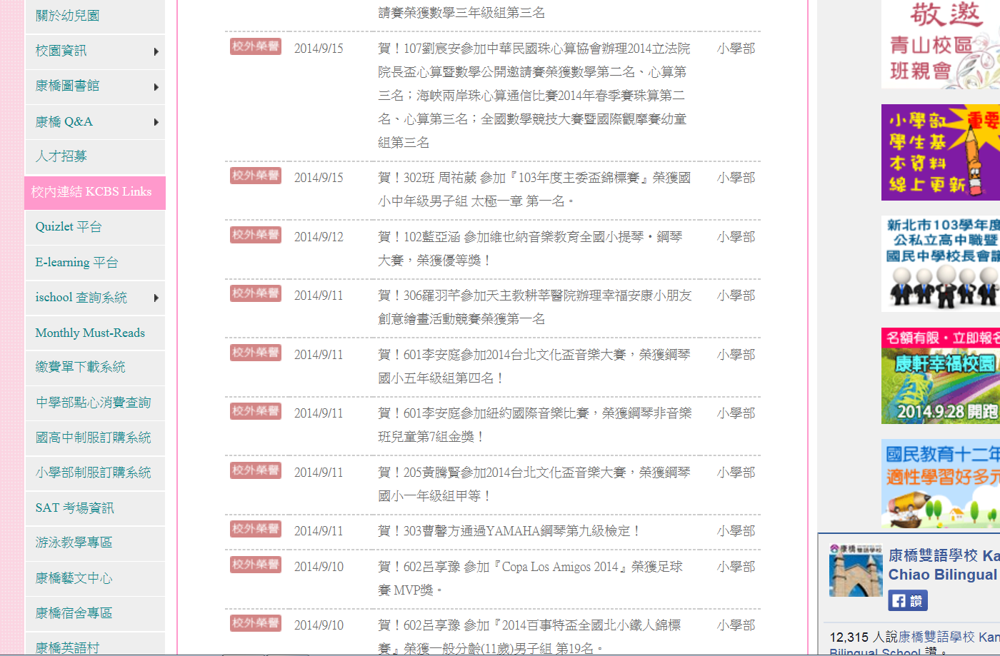 關於幼兒園
校園資訊
康橋圖書館
康橋 Q&A
人才招募
校內連結 KCBS Links
Quizlet 平台
E-learning 平台
ischool 查詢系統
Monthly Must-Reads
繳費單下載系統
中學部點心消費查詢
國高中制服訂購系統
小學部制服訂購系統
SAT 考場資訊
游泳教學專區
康橋藝文中心
康橋宿舍專區
康橋英語村
請賽榮獲數學三年級組第三名
校外榮譽 2014/9/15 賀！107劉宸安參加中華民國珠心算協會辦理2014立法院 小學部
院長盃心算暨數學公開邀請賽榮獲數學第二名、心算第
三名；海峽兩岸珠心算通信比賽2014年春季賽珠算第二
名、心算第三名；全國數學競技大賽暨國際觀摩賽幼童
組第三名
校外榮譽 2014/9/15 賀！302班 周祐葳 參加『103年度主委盃錦標賽』榮獲國 小學部
小中年級男子組 太極一章 第一名。
校外榮譽 2014/9/12 賀！102藍亞涵 參加維也納音樂教育全國小提琴‧鋼琴 小學部
大賽，榮獲優等獎！
校外榮譽 2014/9/11 賀！306羅羽芊參加天主教耕莘醫院辦理幸福安康小朋友 小學部
創意繪畫活動競賽榮獲第一名
校外榮譽 2014/9/11 賀！601李安庭參加2014台北文化盃音樂大賽，榮獲鋼琴 小學部
國小五年級組第四名！
校外榮譽 2014/9/11 賀！601李安庭參加紐約國際音樂比賽，榮獲鋼琴非音樂 小學部
班兒童第7組金獎！
校外榮譽 2014/9/11 賀！205黃騰賢參加2014台北文化盃音樂大賽，榮獲鋼琴 小學部
國小一年級組甲等！
校外榮譽 2014/9/11 賀！303曹馨方通過YAMAHA鋼琴第九級檢定！ 小學部
校外榮譽 2014/9/10 賀！602呂享豫 參加『Copa Los Amigos 2014』榮獲足球 小學部
賽 MVP獎。
校外榮譽 2014/9/10 賀！602呂享豫 參加『2014百事特盃全國北小鐵人錦標 小學部
賽』榮獲一般分齡(11歲)男子組 第19名。
敬邀
青山校區
班親會
小學部 重要
學生基
本資料
線上更新
新北市103學年度
公私立高中職暨
國民中學校長會議
名額有限‧立即報名
康軒幸福校園
2014.9.28 開跑
國民教育十二年
適性學習好多元
康橋雙語學校
康橋雙語學校 Ka
Chiao Bilingual
讚
12,315 人說康橋雙語學校 Kan
Bilingual School 讚。